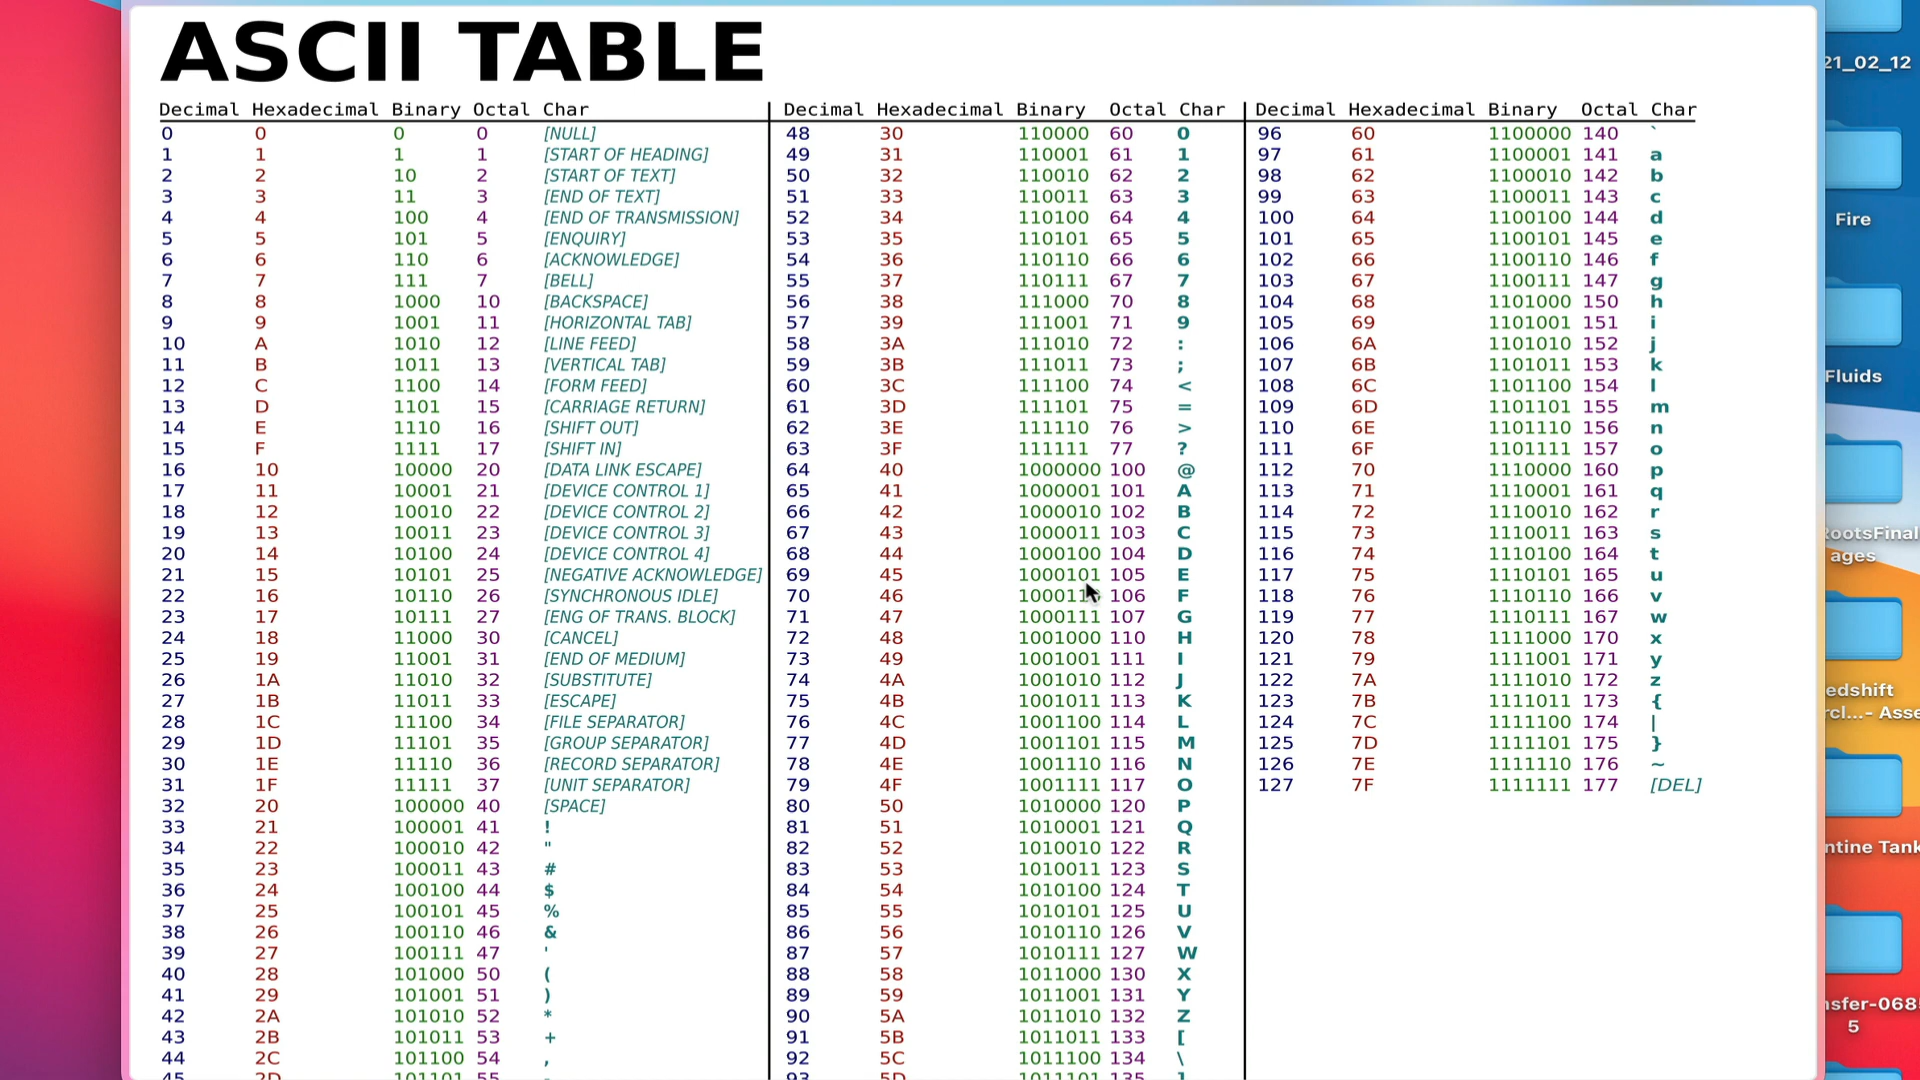 ASCII TABLE
Decimal Hexadecimal Binary Octal Char
0 0 0 0 [NULL]
1 1 1 1 [START OF HEADING]
2 2 10 2 [START OF TEXT]
3 3 11 3 [END OF TEXT]
4 4 100 4 [END OF TRANSMISSION]
5 5 101 5 [ENQUIRY]
6 6 110 6 [ACKNOWLEDGE]
7 7 111 7 [BELL]
8 8 1000 10 [BACKSPACE]
9 9 1001 11 [HORIZONTAL TAB]
10 A 1010 12 [LINE FEED]
11 B 1011 13 [VERTICAL TAB]
12 C 1100 14 [FORM FEED]
13 D 1101 15 [CARRIAGE RETURN]
14 E 1110 16 [SHIFT OUT]
15 F 1111 17 [SHIFT IN]
16 10 10000 20 [DATA LINK ESCAPE]
17 11 10001 21 [DEVICE CONTROL 1]
18 12 10010 22 [DEVICE CONTROL 2]
19 13 10011 23 [DEVICE CONTROL 3]
20 14 10100 24 [DEVICE CONTROL 4]
21 15 10101 25 [NEGATIVE ACKNOWLEDGE]
22 16 10110 26 [SYNCHRONOUS IDLE]
23 17 10111 27 [ENG OF TRANS. BLOCK]
24 18 11000 30 [CANCEL]
25 19 11001 31 [END OF MEDIUM]
26 1A 11010 32 [SUBSTITUTE]
27 1B 11011 33 [ESCAPE]
28 1C 11100 34 [FILE SEPARATOR]
29 1D 11101 35 [GROUP SEPARATOR]
30 1E 11110 36 [RECORD SEPARATOR]
31 1F 11111 37 [UNIT SEPARATOR]
32 20 100000 40 [SPACE]
33 21 100001 41 !
34 22 100010 42 "
35 23 100011 43 #
36 24 100100 44 $
37 25 100101 45 %
38 26 100110 46 &
39 27 100111 47 '
40 28 101000 50 (
41 29 101001 51 )
42 2A 101010 52 *
43 2B 101011 53 +
44 2C 101100 54 ,
45 2D 101101 55 -
Decimal Hexadecimal Binary Octal Char
48 30 110000 60 0
49 31 110001 61 1
50 32 110010 62 2
51 33 110011 63 3
52 34 110100 64 4
53 35 110101 65 5
54 36 110110 66 6
55 37 110111 67 7
56 38 111000 70 8
57 39 111001 71 9
58 3A 111010 72 :
59 3B 111011 73 ;
60 3C 111100 74 <
61 3D 111101 75 =
62 3E 111110 76 >
63 3F 111111 77 ?
64 40 1000000 100 @
65 41 1000001 101 A
66 42 1000010 102 B
67 43 1000011 103 C
68 44 1000100 104 D
69 45 1000101 105 E
70 46 1000110 106 F
71 47 1000111 107 G
72 48 1001000 110 H
73 49 1001001 111 I
74 4A 1001010 112 J
75 4B 1001011 113 K
76 4C 1001100 114 L
77 4D 1001101 115 M
78 4E 1001110 116 N
79 4F 1001111 117 O
80 50 1010000 120 P
81 51 1010001 121 Q
82 52 1010010 122 R
83 53 1010011 123 S
84 54 1010100 124 T
85 55 1010101 125 U
86 56 1010110 126 V
87 57 1010111 127 W
88 58 1011000 130 X
89 59 1011001 131 Y
90 5A 1011010 132 Z
91 5B 1011011 133 [
92 5C 1011100 134 \
93 5D 1011101 135 ]
Decimal Hexadecimal Binary Octal Char
96 60 1100000 140 `
97 61 1100001 141 a
98 62 1100010 142 b
99 63 1100011 143 c
100 64 1100100 144 d
101 65 1100101 145 e
102 66 1100110 146 f
103 67 1100111 147 g
104 68 1101000 150 h
105 69 1101001 151 i
106 6A 1101010 152 j
107 6B 1101011 153 k
108 6C 1101100 154 l
109 6D 1101101 155 m
110 6E 1101110 156 n
111 6F 1101111 157 o
112 70 1110000 160 p
113 71 1110001 161 q
114 72 1110010 162 r
115 73 1110011 163 s
116 74 1110100 164 t
117 75 1110101 165 u
118 76 1110110 166 v
119 77 1110111 167 w
120 78 1111000 170 x
121 79 1111001 171 y
122 7A 1111010 172 z
123 7B 1111011 173 {
124 7C 1111100 174 |
125 7D 1111101 175 }
126 7E 1111110 176 ~
127 7F 1111111 177 [DEL]
21_02_12
Fire
Fluids
RootsFinal
ages
edshift
rcl...- Asse
ntine Tank
nsfer-068
5